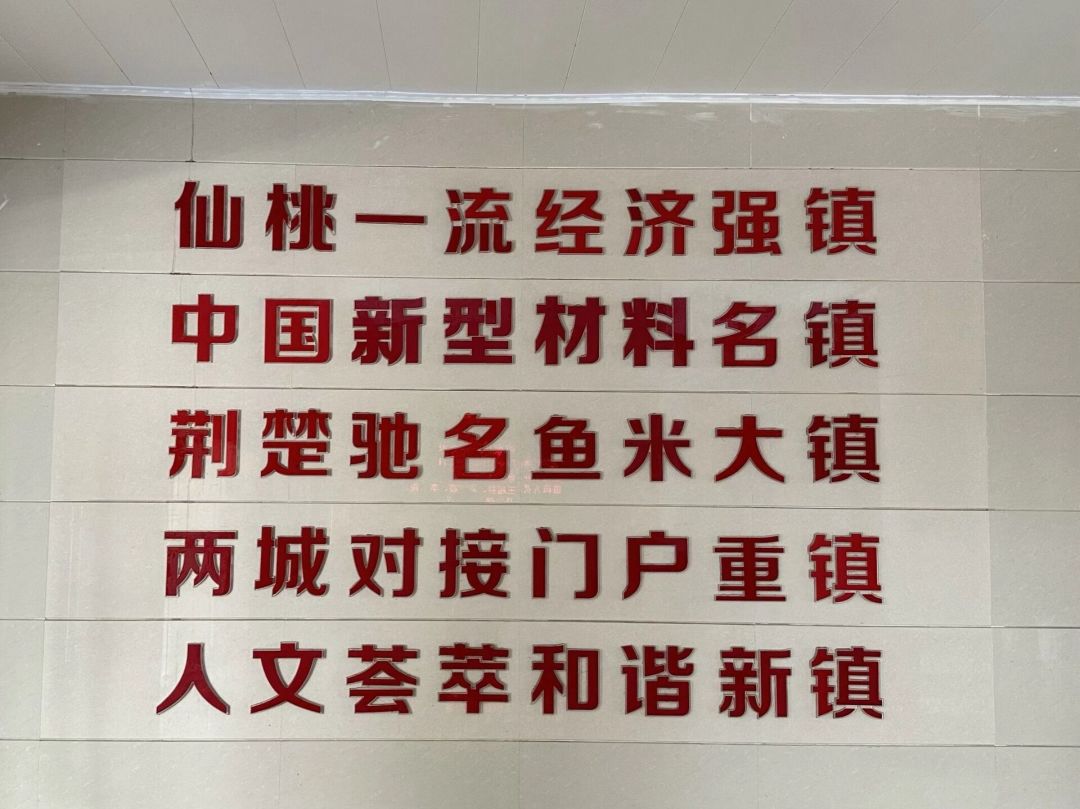 仙桃一流经济强镇
中国新型材料名镇
荆楚驰名鱼米大镇
两城对接门户重镇
人文荟萃和谐新镇